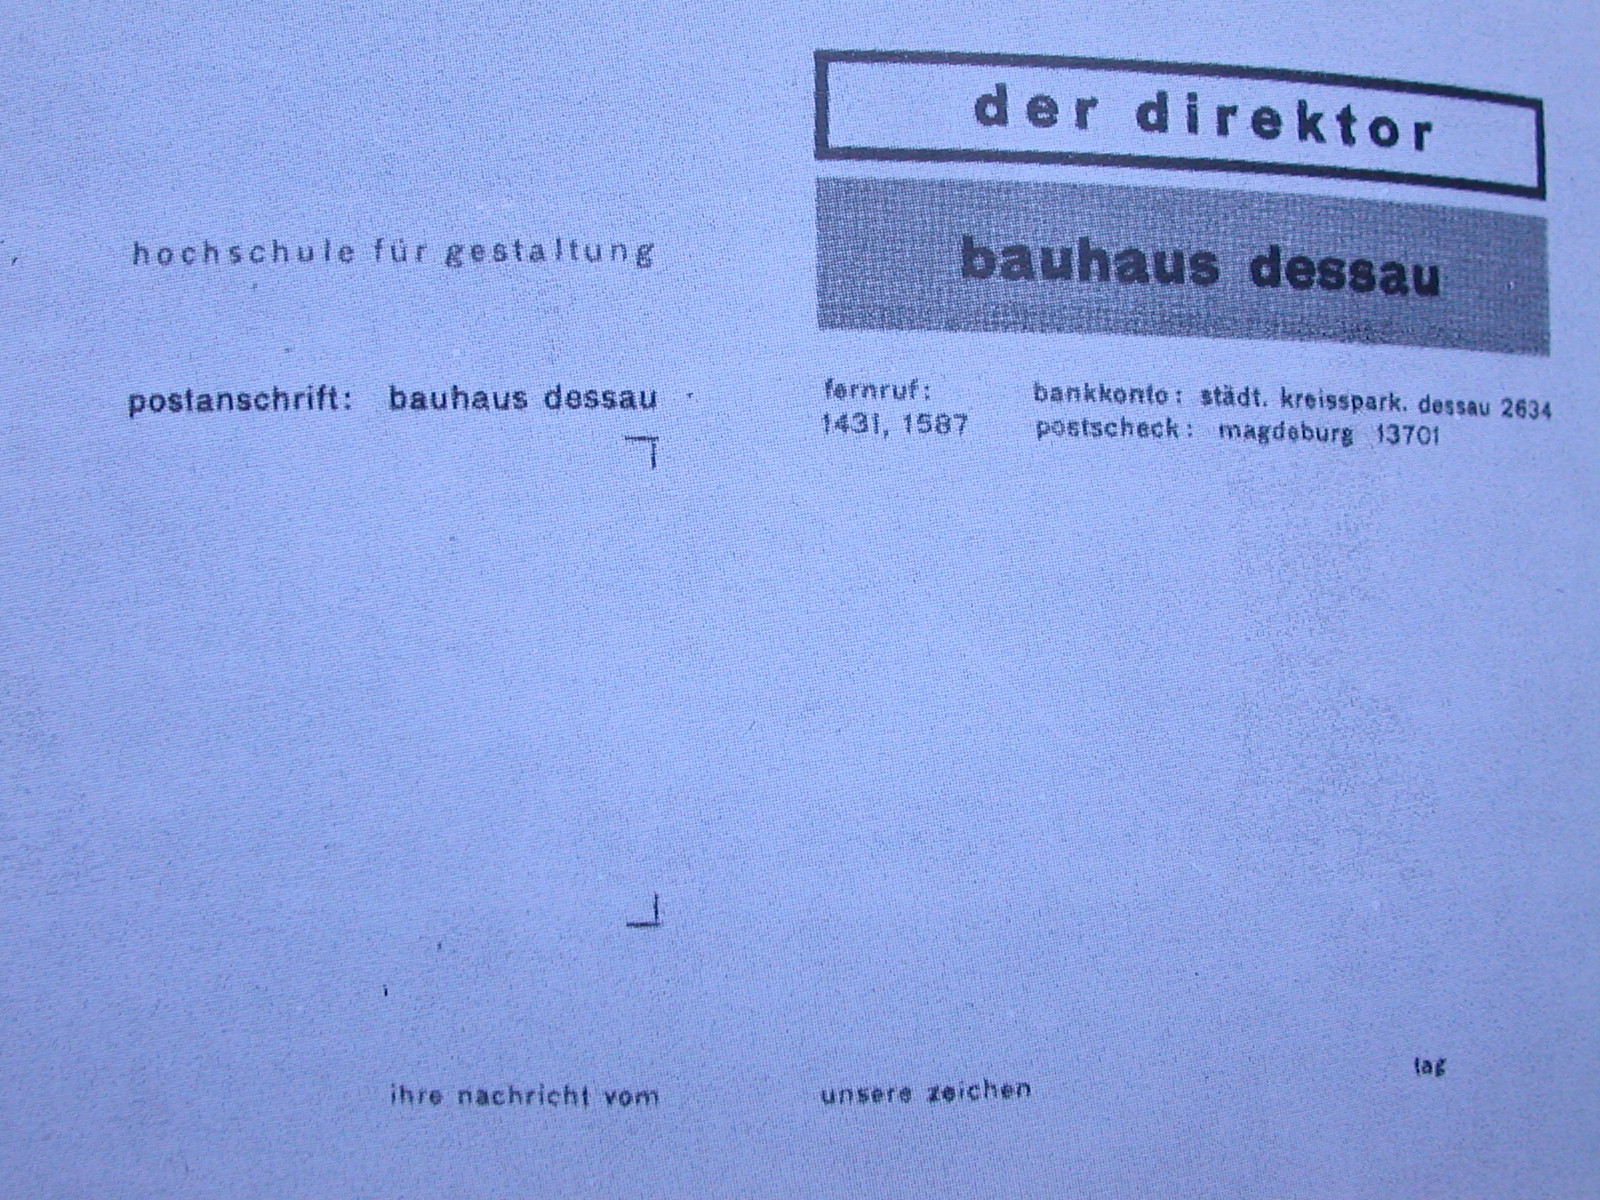 der direktor
hochschule für gestaltung
bauhaus dessau
postanschrift: bauhaus dessau
fernruf:
1431, 1587
bankkonto: städt. kreisspark. dessau 2634
postscheck: magdeburg 13701
ihre nachricht vom
unsere zeichen
tag